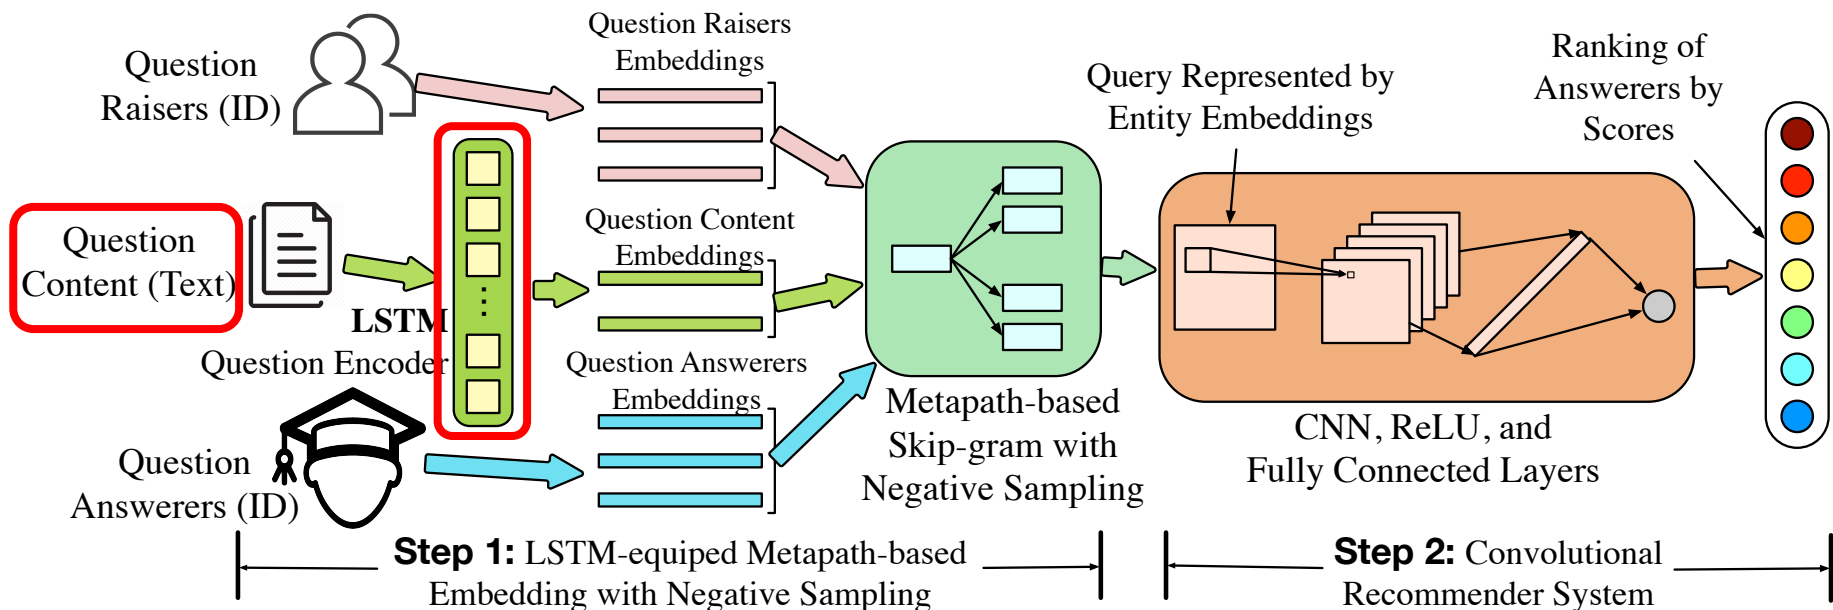 Question
Raisers (ID)
Question Raisers
Embeddings
Question
Content (Text)
LSTM
Question Encoder
Question Content
Embeddings
Question
Answerers (ID)
Question Answerers
Embeddings
Metapath-based
Skip-gram with
Negative Sampling
Query Represented by
Entity Embeddings
CNN, ReLU, and
Fully Connected Layers
Ranking of
Answerers by
Scores
Step 1: LSTM-equiped Metapath-based
Embedding with Negative Sampling
Step 2: Convolutional
Recommender System